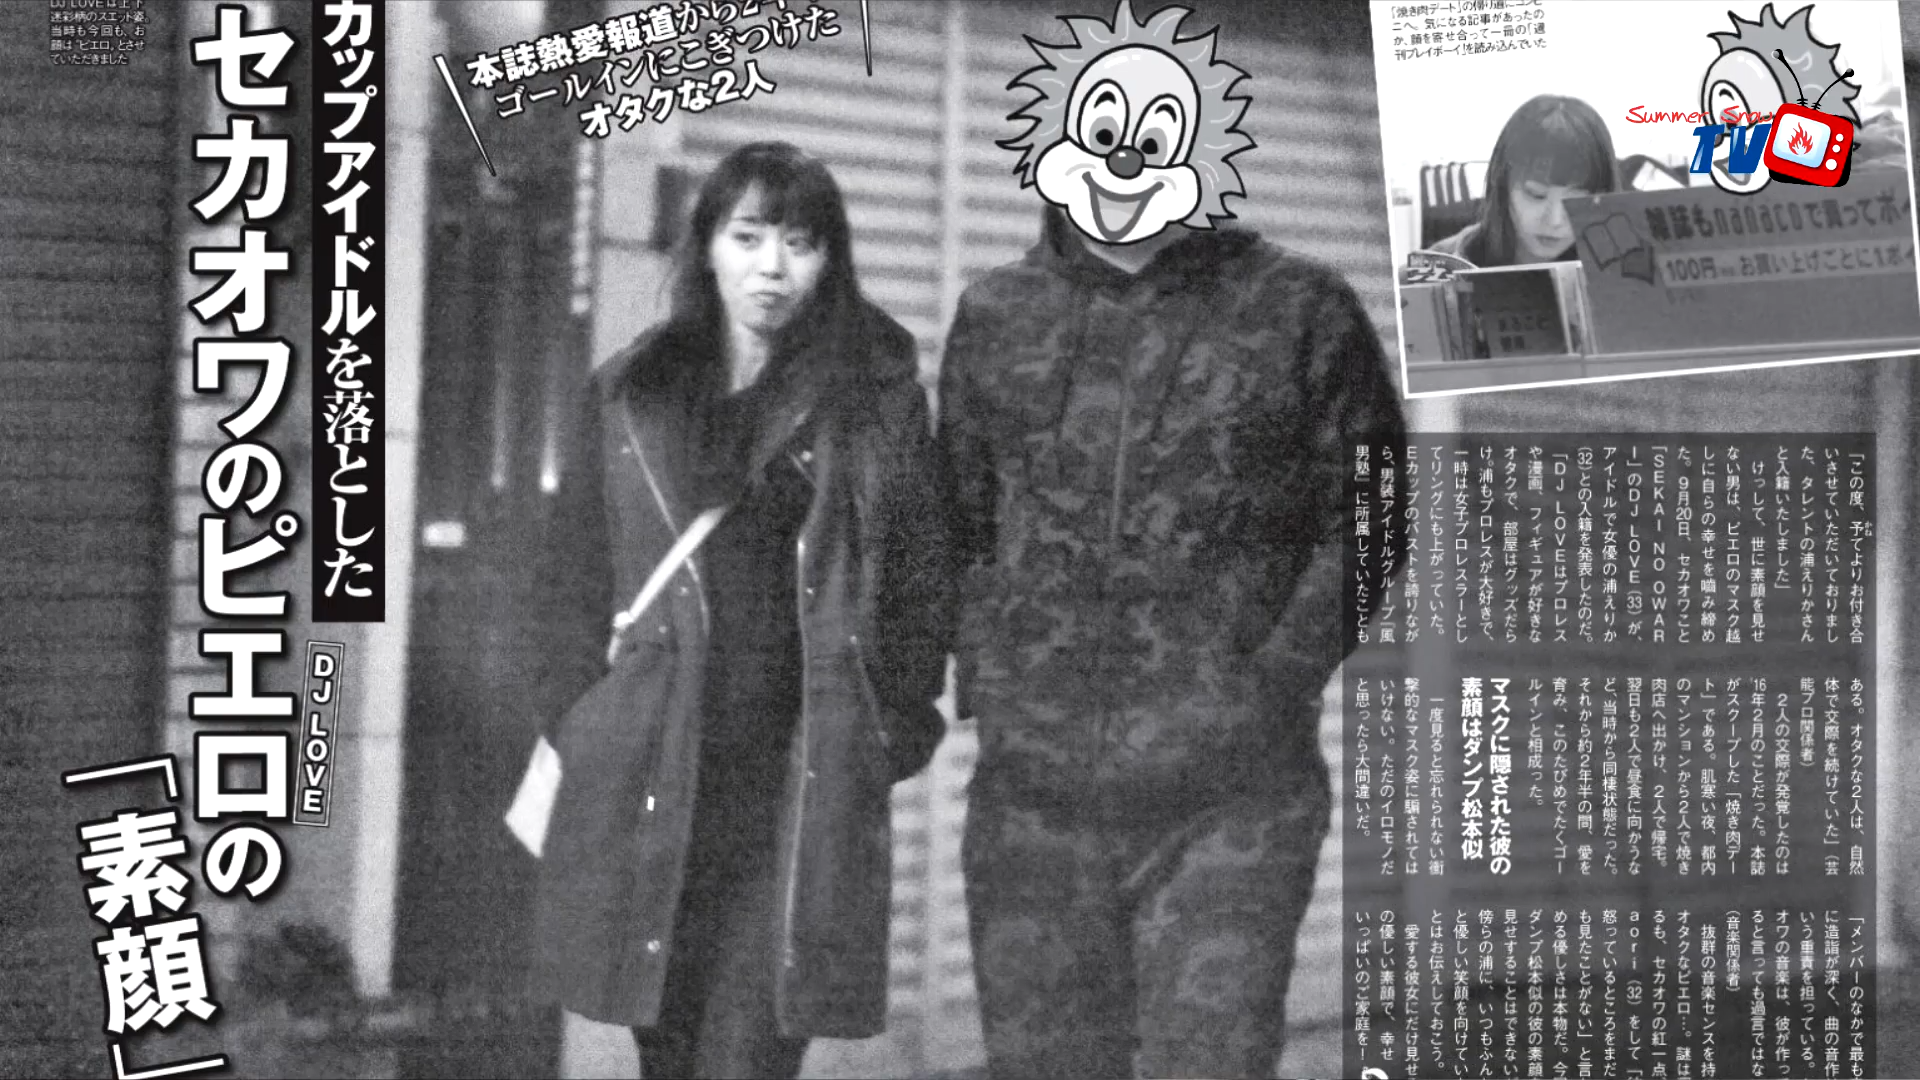 カップアイドルを落とした
セカオワのピエロの
「素顔」
DJ LOVE
DJ LOVEは上下
迷彩柄のスエット姿。
当時も今回も、お
顔は“ピエロ”とさせ
ていただきました
本誌熱愛報道から2年
ゴールインにこぎつけた
オタクな2人
「焼き肉デート」の帰り道にコンビ
ニへ。気になる記事があったの
か、顔を寄せ合って一冊の「週
刊プレイボーイ」を読み込んでいた
Summer Snow
TV
雑誌もnanacoで買ってポイ
100円 お買い上げごとに1ポイ
「この度、予てよりお付き合
いさせていただいておりまし
た、タレントの浦えりかさん
と入籍いたしました」
けっして、世に素顔を見せ
ない男は、ピエロのマスク越
しに自らの幸せを噛み締め
た。9月20日、セカオワこと
「SEKAI NO OWAR
I」のDJ LOVE(33)が、
アイドルで女優の浦えりか
(32)との入籍を発表したのだ。
「DJ LOVEはプロレス
や漫画、フィギュアが好きな
オタクで、部屋はグッズだら
け。浦もプロレスが大好きで、
一時は女子プロレスラーとし
てリングにも上がっていた。
Eカップのバストを誇りなが
ら、男装アイドルグループ『風
男塾』に所属していたことも
ある。オタクな2人は、自然
体で交際を続けていた」(芸
能プロ関係者)
2人の交際が発覚したのは
'16年2月のことだった。本誌
がスクープした「焼き肉デー
ト」である。肌寒い夜、都内
のマンションから2人で焼き
肉店へ出かけ、2人で帰宅。
翌日も2人で昼食に向かうな
ど、当時から同棲状態だった。
それから約2年半の間、愛を
育み、このたびめでたくゴー
ルインと相成った。
マスクに隠された彼の
素顔はダンプ松本似
一度見ると忘れられない衝
撃的なマスク姿に騙されては
いけない。ただのイロモノだ
と思ったら大間違いだ。
「メンバーのなかで最も
に造詣が深く、曲の音作
いう重責を担っている。
オワの音楽は、彼が作っ
ると言っても過言ではな
(音楽関係者)
抜群の音楽センスを持
オタクなピエロ…。謎は
るも、セカオワの紅一点、
aori(32)をして「
怒っているところをまだ
も見たことがない」と言
める優しさは本物だ。今
ダンプ松本似の彼の素顔
見せすることはできない
傍らの浦に、いつもふん
と優しい笑顔を向けてい
とはお伝えしておこう。
愛する彼女にだけ見せ
の優しい素顔で、幸せ
いっぱいのご家庭を!